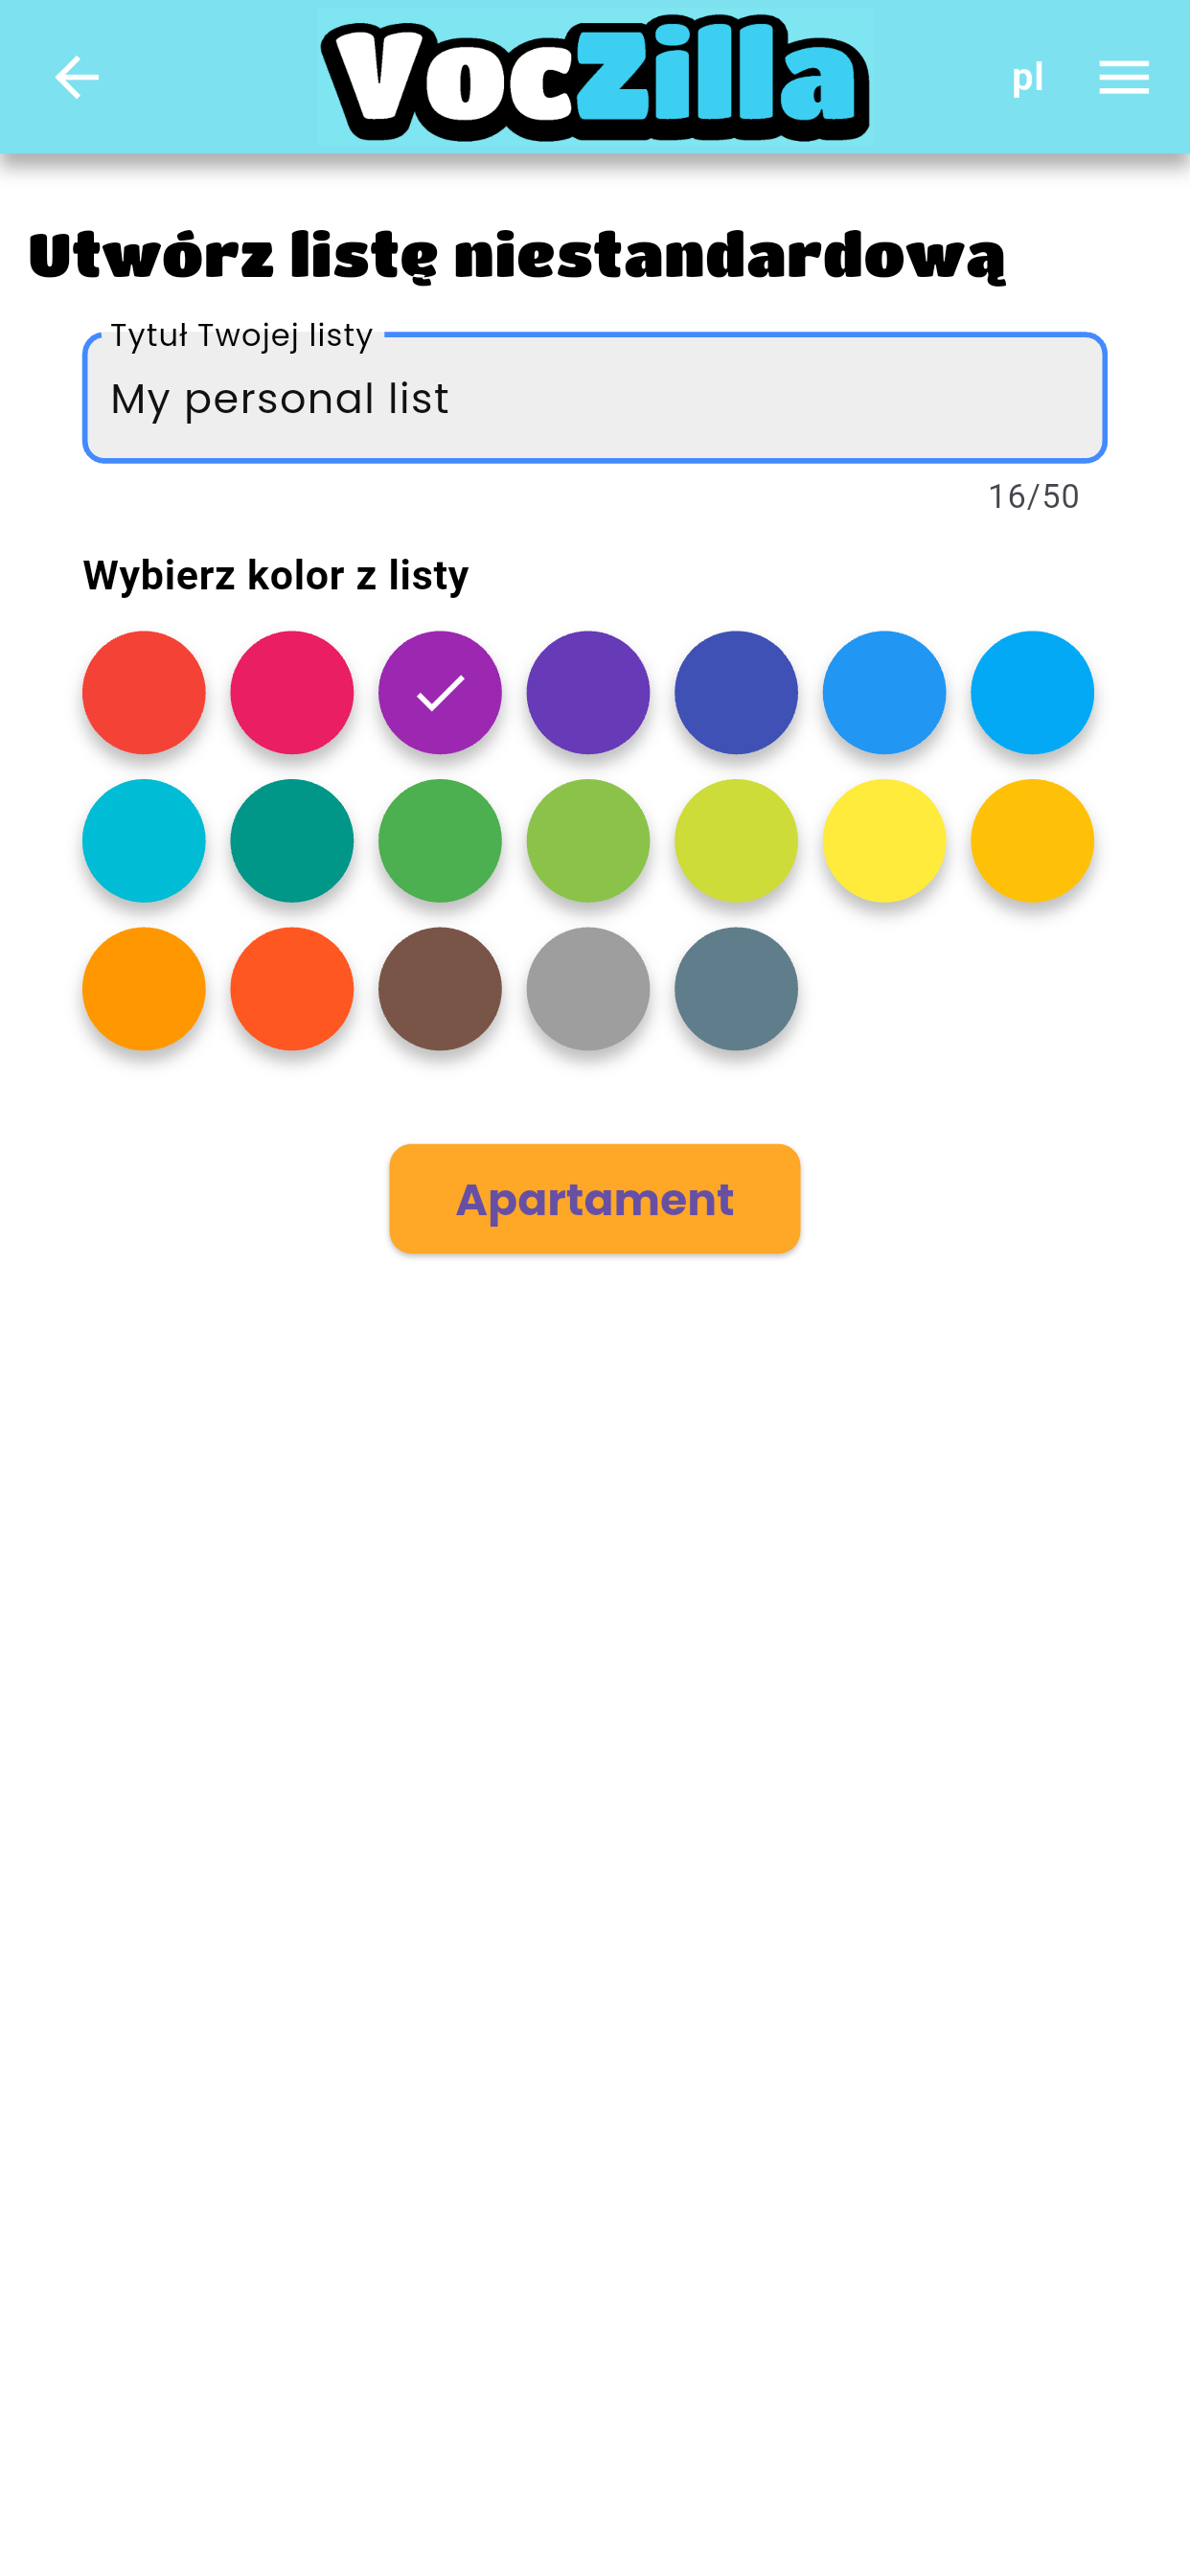 VocZilla
pl
Utwórz listę niestandardową
Tytuł Twojej listy
My personal list
16/50
Wybierz kolor z listy
Apartament